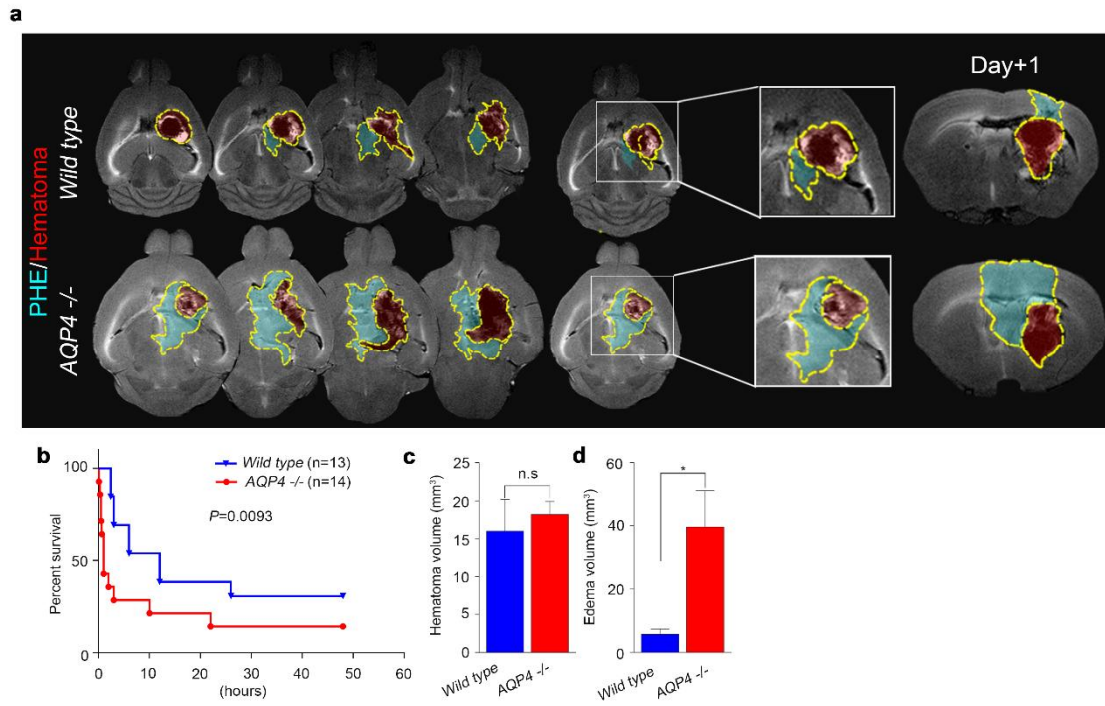 a
Day+1
Wild type
PHE/Hematoma
AQP4 -/-
b
100
50
0
Percent survival
Wild type (n=13)
AQP4 -/- (n=14)
P=0.0093
0 10 20 30 40 50 60
(hours)
c
25
20
15
10
5
0
Hematoma volume (mm³)
n.s
Wild type
AQP4 -/-
d
60
40
20
0
Edema volume (mm³)
*
Wild type
AQP4 -/-